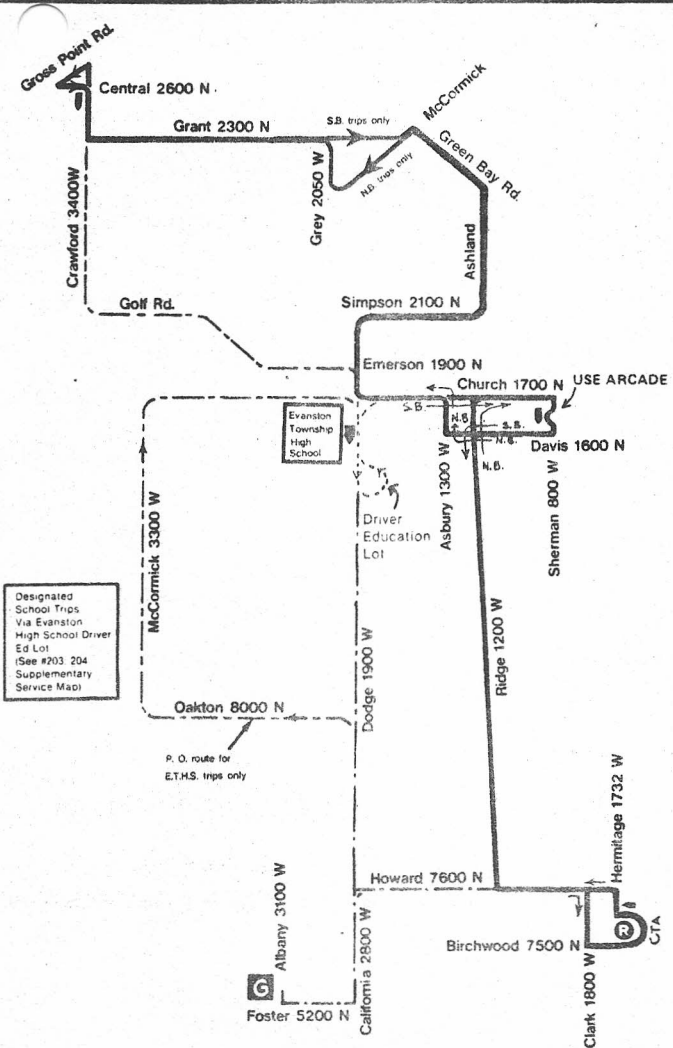 Gross Point Rd.
Central 2600 N
McCormick
Grant 2300 N
S.B. trips only
Green Bay Rd.
N.B. trips only
Grey 2050 W
Crawford 3400W
Ashland
Golf Rd.
Simpson 2100 N
Emerson 1900 N
Church 1700 N
USE ARCADE
S.B.
N.B.
S.B.
N.B.
N.B.
Davis 1600 N
Evanston
Township
High
School
Asbury 1300 W
Sherman 800 W
Driver
Education
Lot
McCormick 3300 W
Designated
School Trips
Via Evanston
High School Driver
Ed Lot
(See #203, 204
Supplementary
Service Map)
Dodge 1900 W
Ridge 1200 W
Oakton 8000 N
P. O. route for
E.T.H.S. trips only
Hermitage 1732 W
Howard 7600 N
Albany 3100 W
California 2800 W
Birchwood 7500 N
R
CTA
Clark 1800 W
G
Foster 5200 N